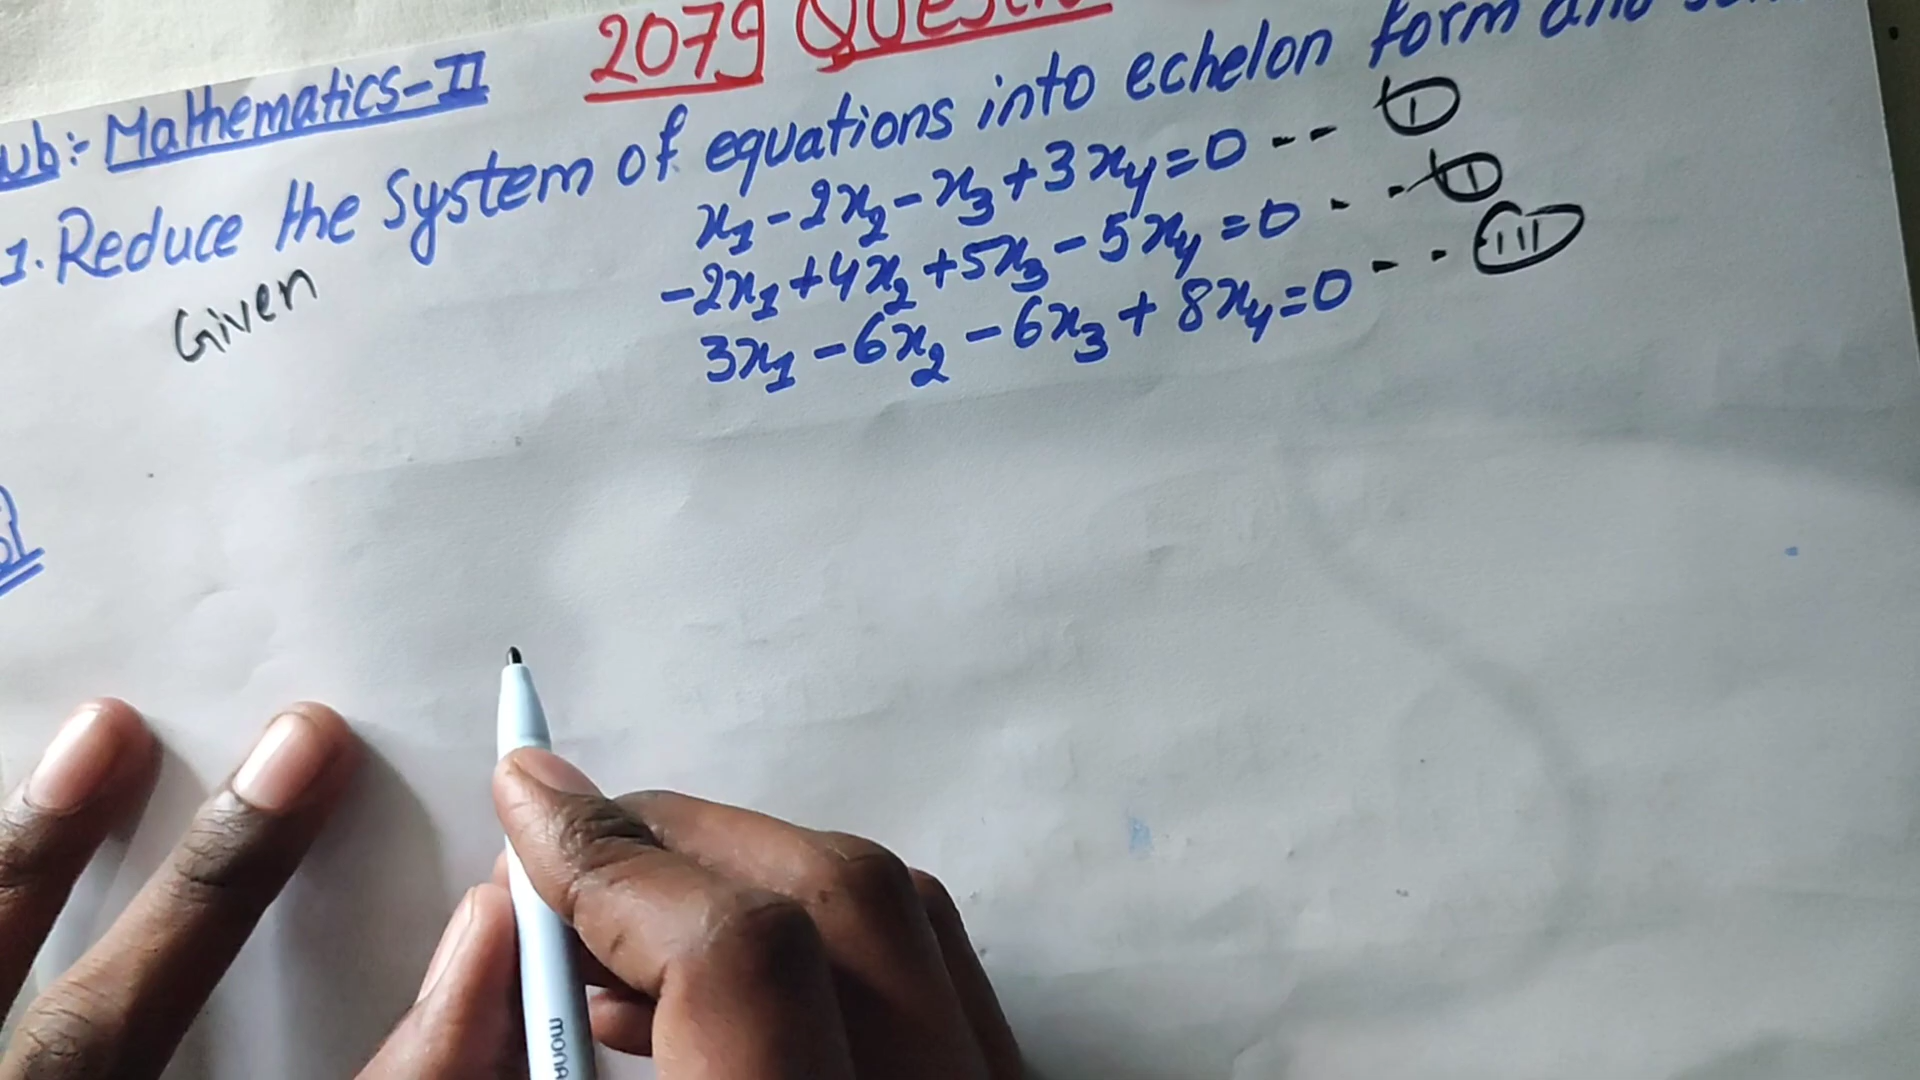 Sub:- Mathematics-II 2079 Question
1. Reduce the System of equations into echelon form and
x₁-2x₂-x₃+3x₄=0 -- (I)
Given
-2x₁+4x₂+5x₃-5x₄=0 -- (II)
3x₁-6x₂-6x₃+8x₄=0 -- (III)